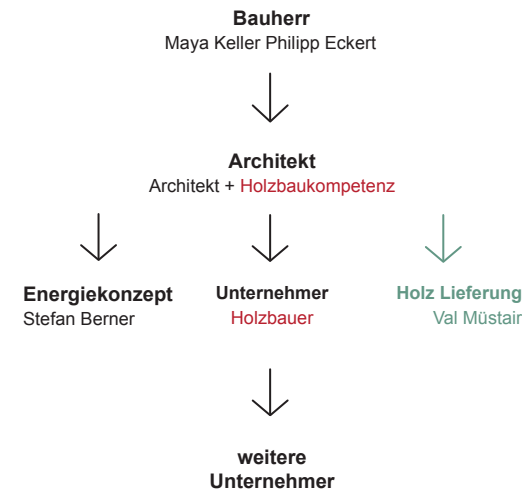 Bauherr
Maya Keller Philipp Eckert
Architekt
Architekt + Holzbaukompetenz
Energiekonzept
Stefan Berner
Unternehmer
Holzbauer
Holz Lieferung
Val Müstair
weitere
Unternehmer